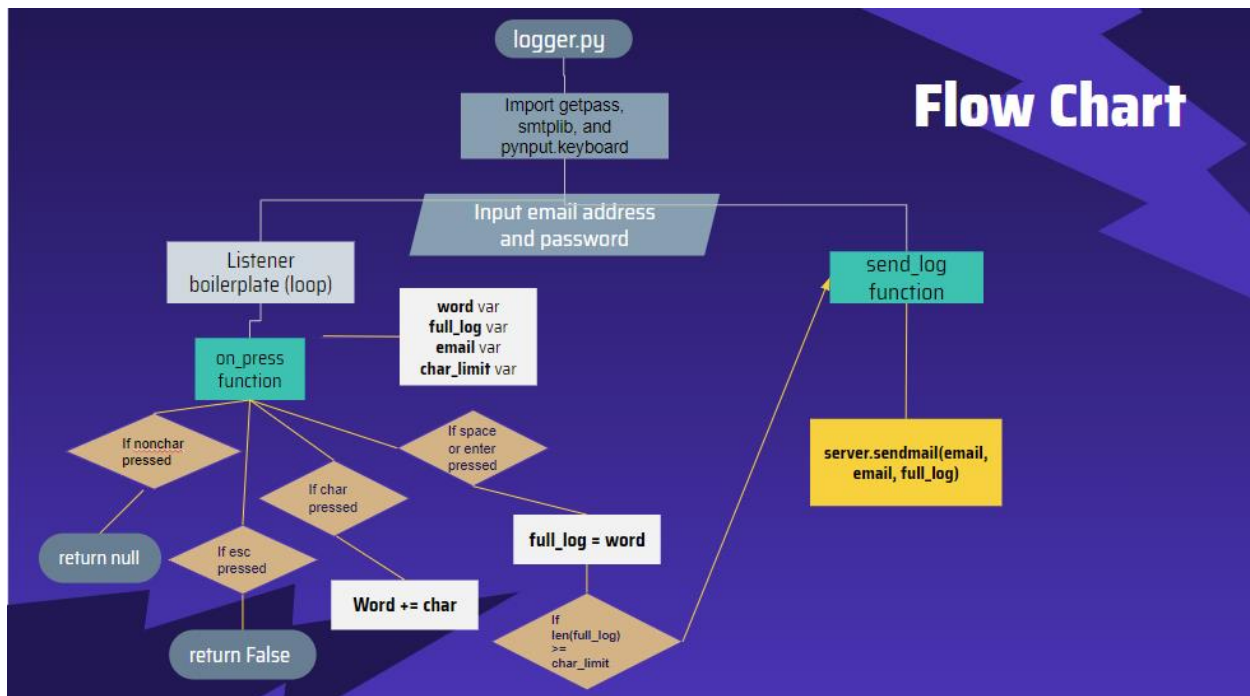 logger.py
Flow Chart
Import getpass,
smtplib, and
pynput.keyboard
Input email address
and password
Listener
boilerplate (loop)
send_log
function
word var
full_log var
email var
char_limit var
on_press
function
If nonchar
pressed
If space
or enter
pressed
If char
pressed
server.sendmail(email,
email, full_log)
return null
If esc
pressed
full_log = word
Word += char
If
len(full_log)
>=
char_limit
return False